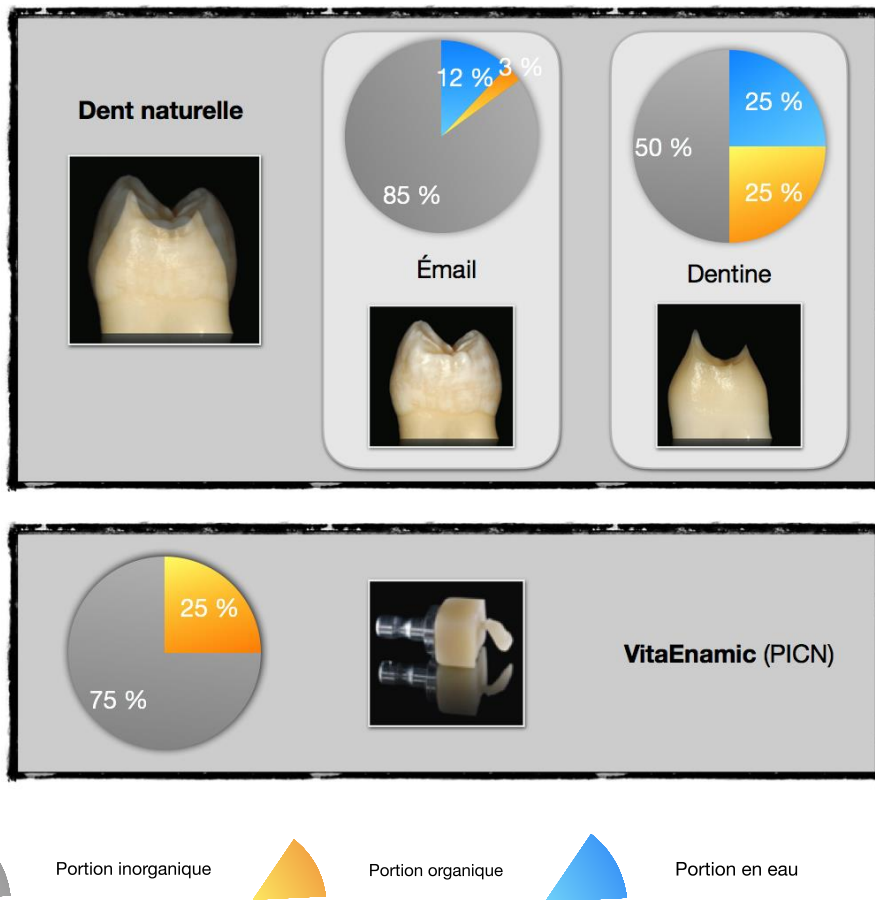 Dent naturelle
12 %
3 %
85 %
Émail
25 %
50 %
25 %
Dentine
25 %
75 %
VitaEnamic (PICN)
Portion inorganique
Portion organique
Portion en eau